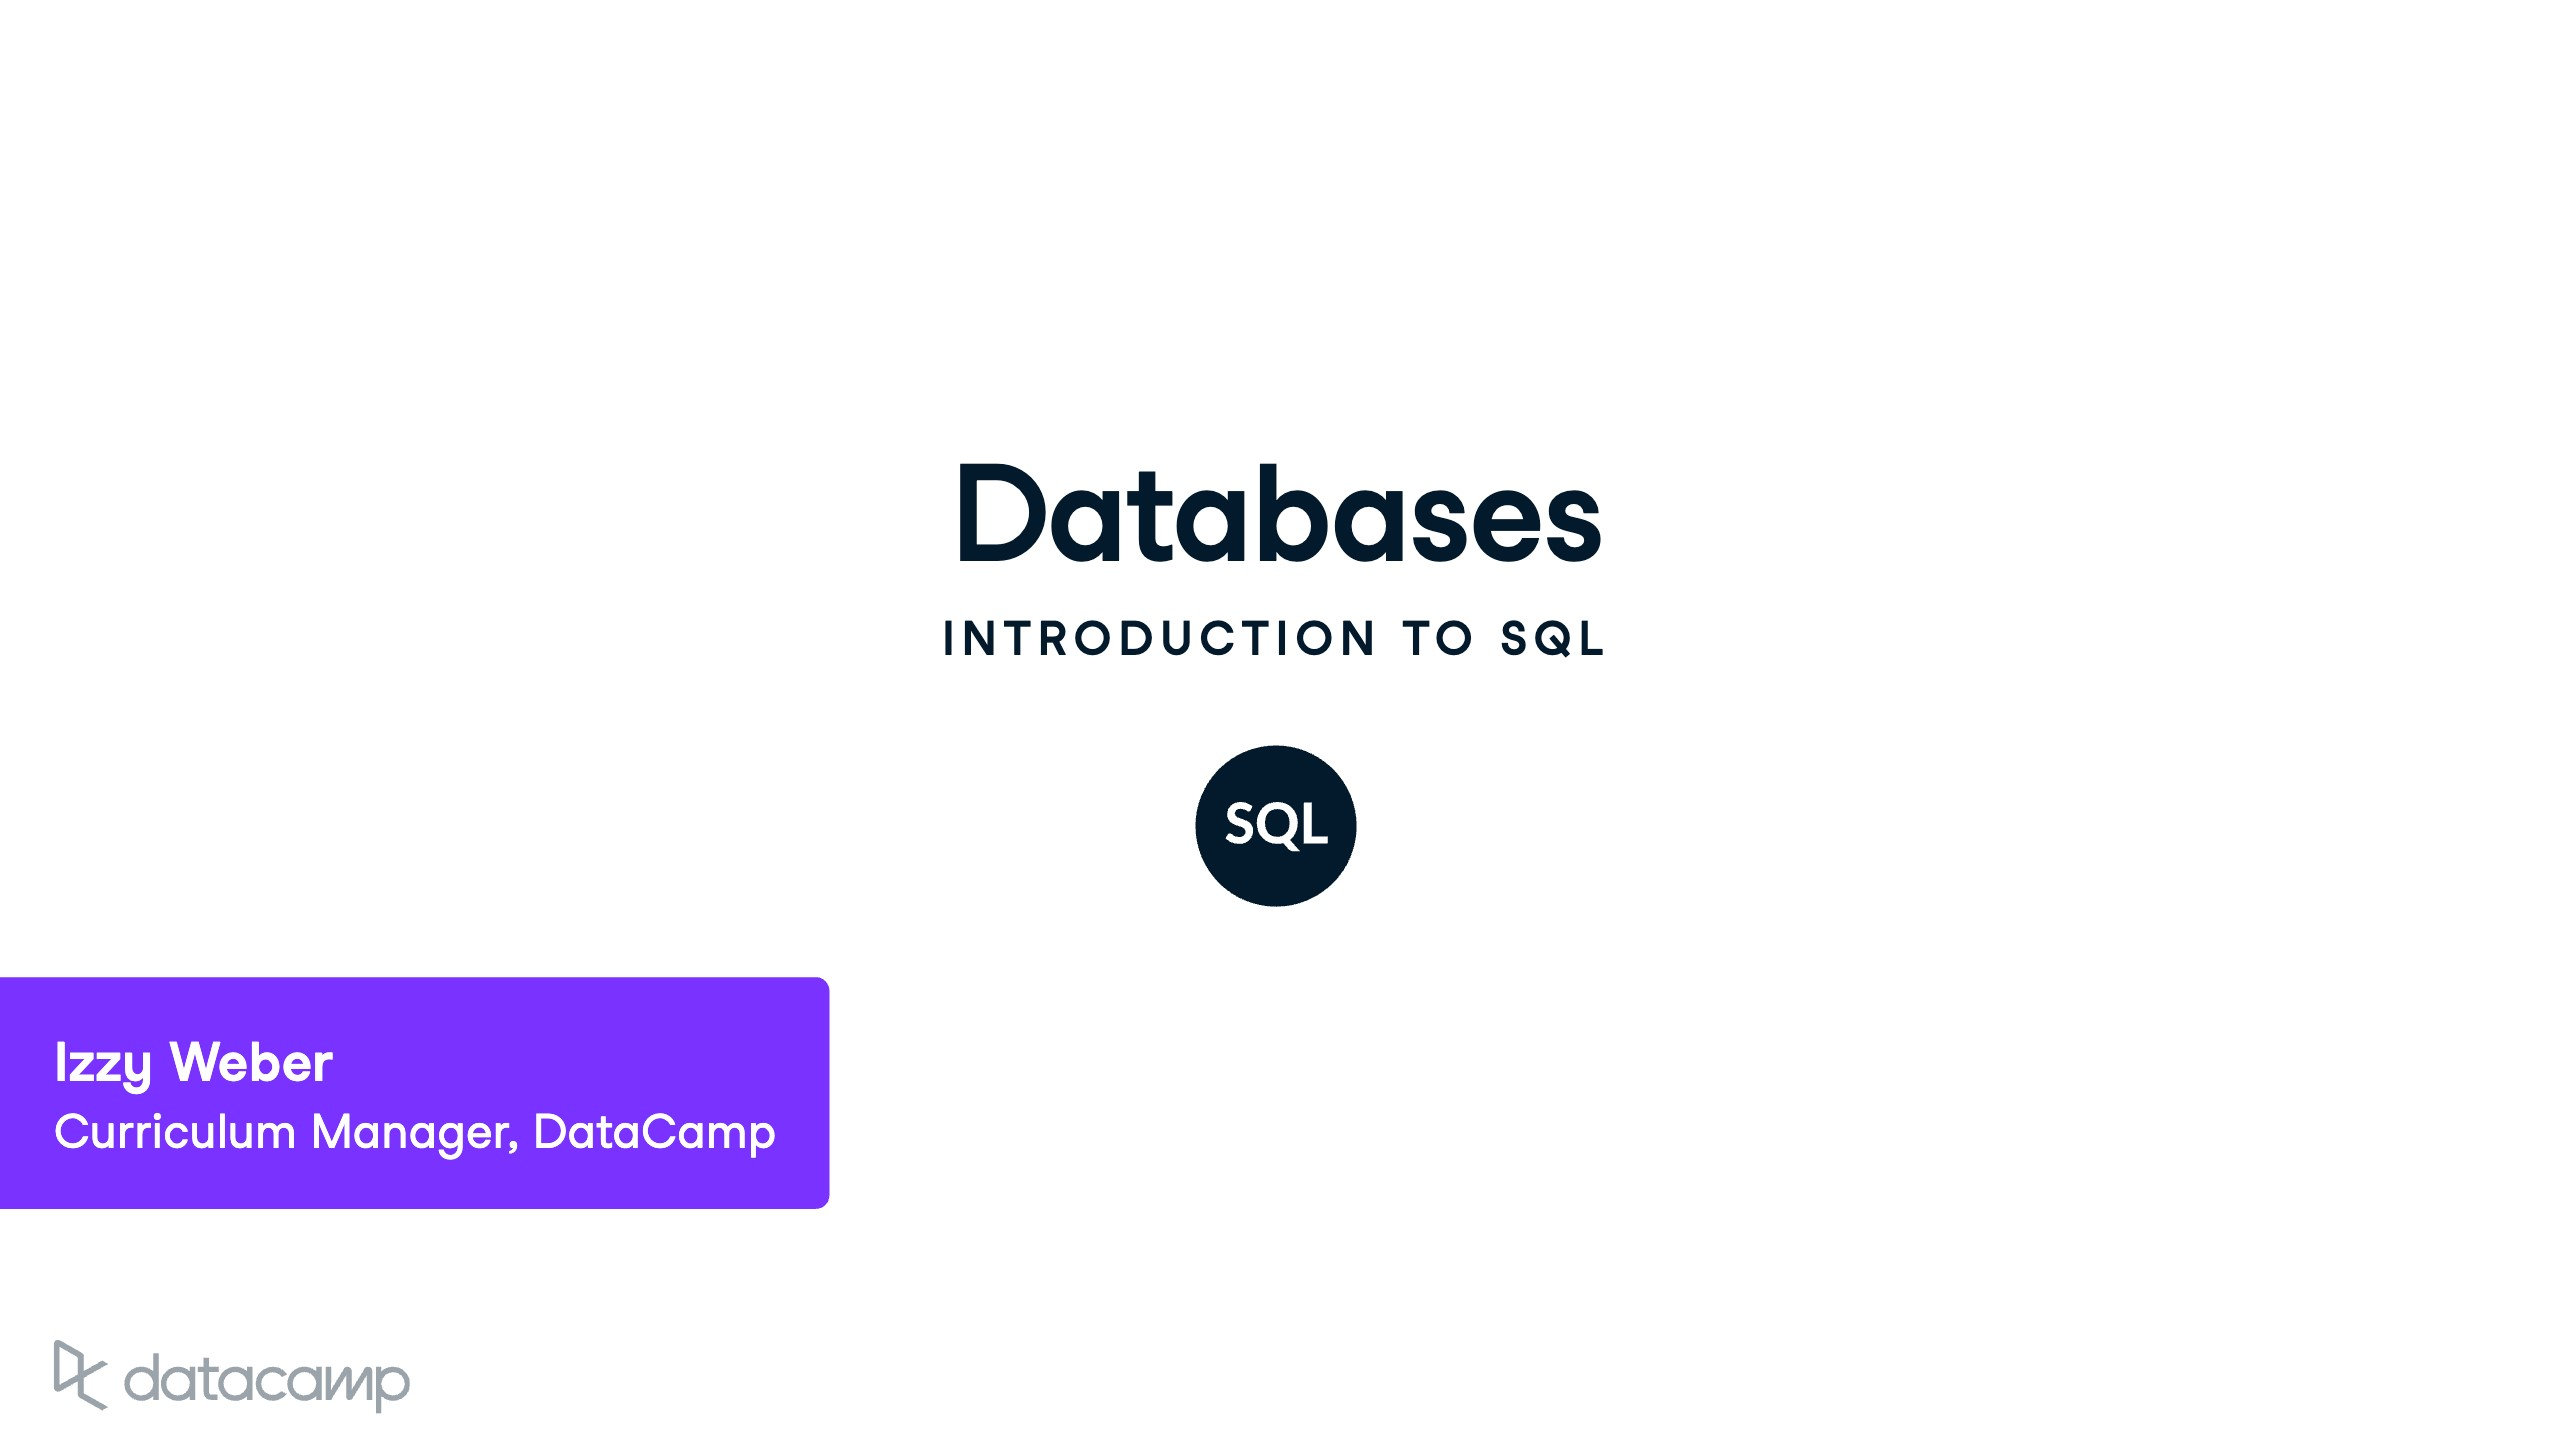 Databases
INTRODUCTION TO SQL
SQL
Izzy Weber
Curriculum Manager, DataCamp
datacamp